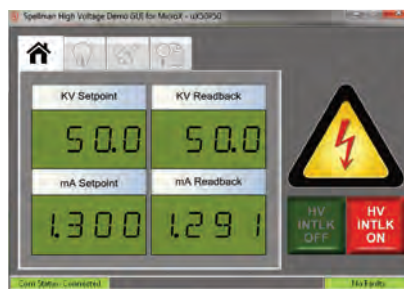 Spellman High Voltage Demo GUI for MicroX - uX50P50
KV Setpoint
KV Readback
50.0
50.0
mA Setpoint
mA Readback
1.300
1.291
HV INTLK OFF
HV INTLK ON
Com Status: Connected
No Faults